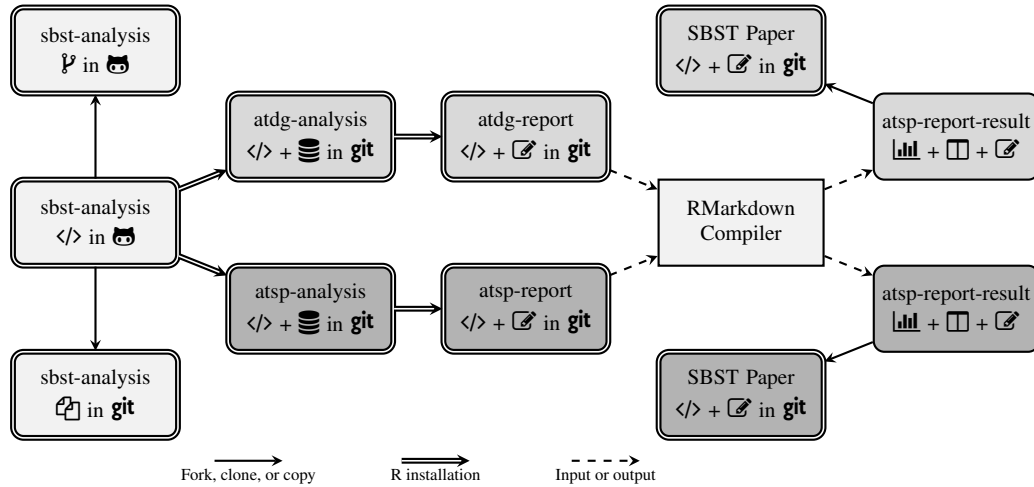 sbst-analysis
in
SBST Paper
</> + in git
atdg-analysis
</> + in git
atdg-report
</> + in git
atsp-report-result
+ +
sbst-analysis
</> in
RMarkdown
Compiler
atsp-analysis
</> + in git
atsp-report
</> + in git
atsp-report-result
+ +
sbst-analysis
in git
SBST Paper
</> + in git
Fork, clone, or copy
R installation
Input or output